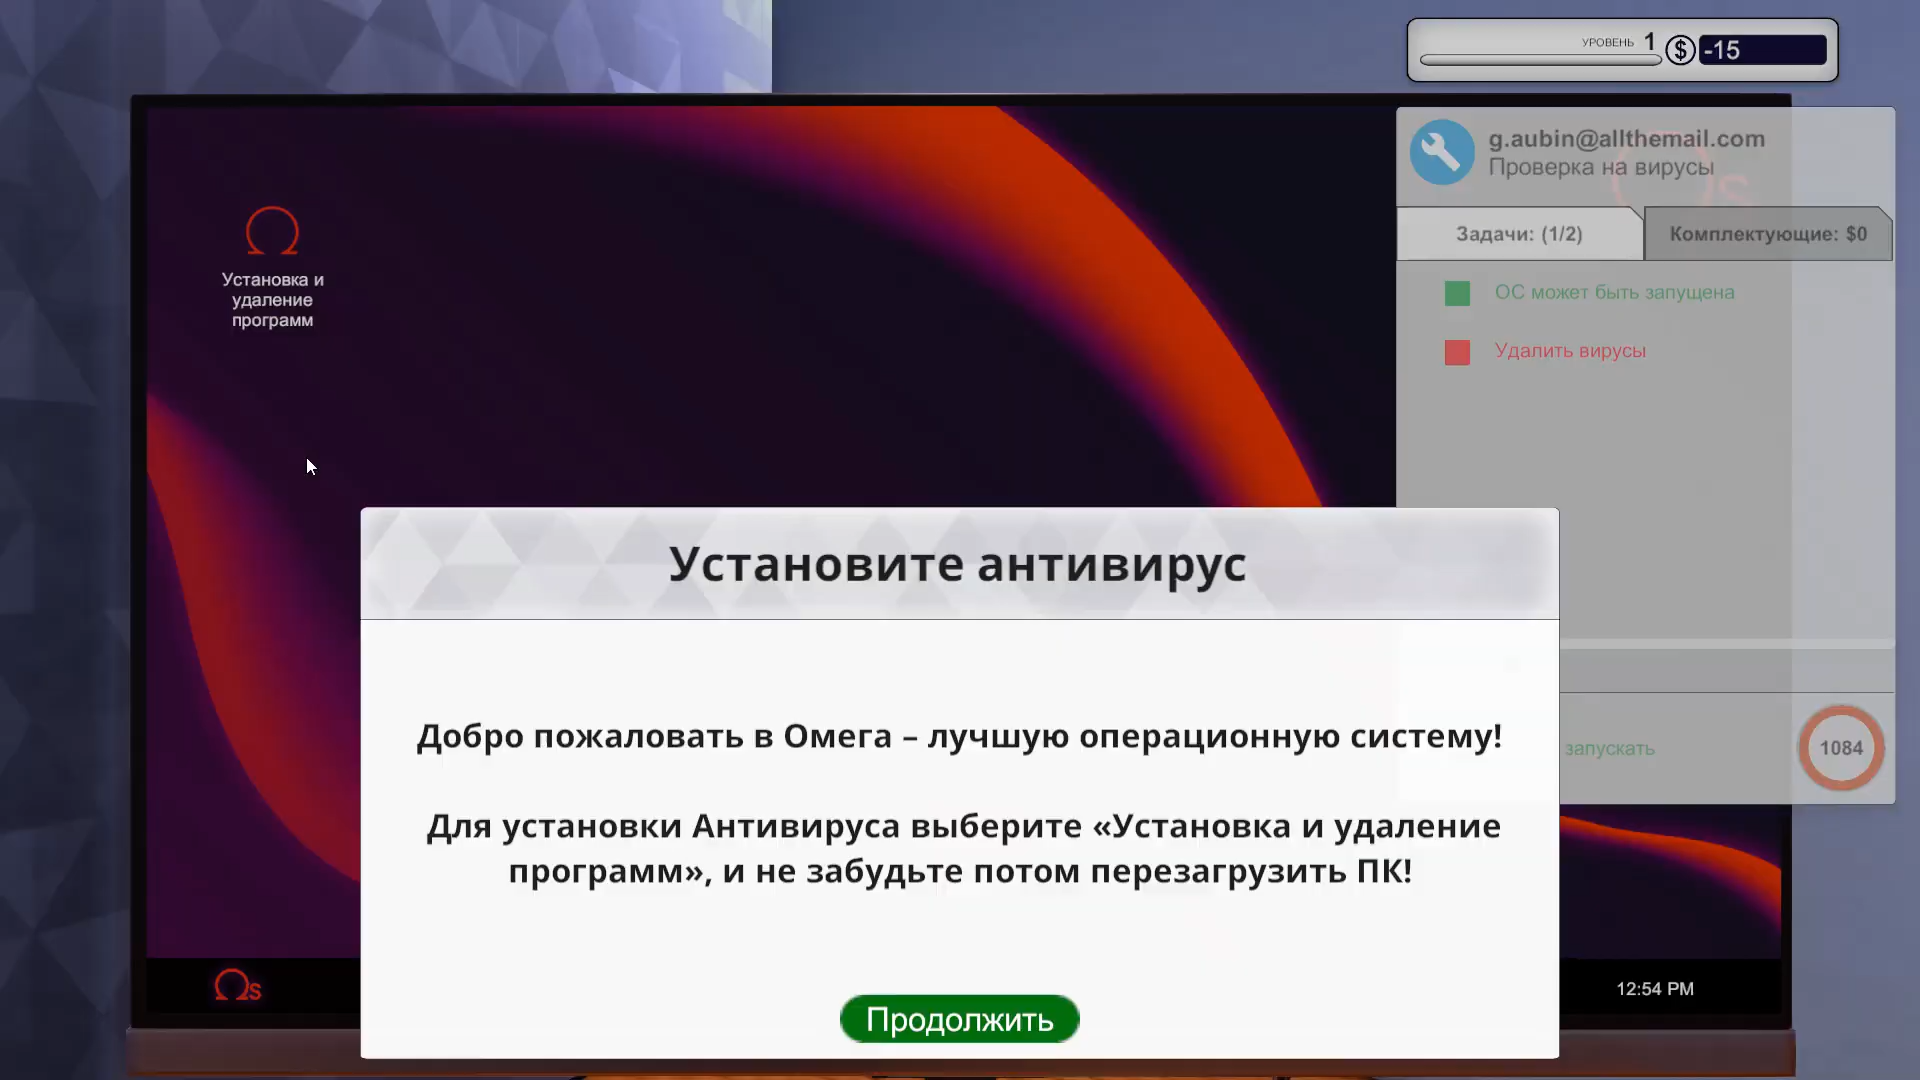 УРОВЕНЬ 1 $ -15
g.aubin@allthemail.com
Проверка на вирусы
Задачи: (1/2)
Комплектующие: $0
Установка и
удаление
программ
ОС может быть запущена
Удалить вирусы
Установите антивирус
Добро пожаловать в Омега – лучшую операционную систему!
Для установки Антивируса выберите «Установка и удаление
программ», и не забудьте потом перезагрузить ПК!
запускать
1084
Ωs
12:54 PM
Продолжить